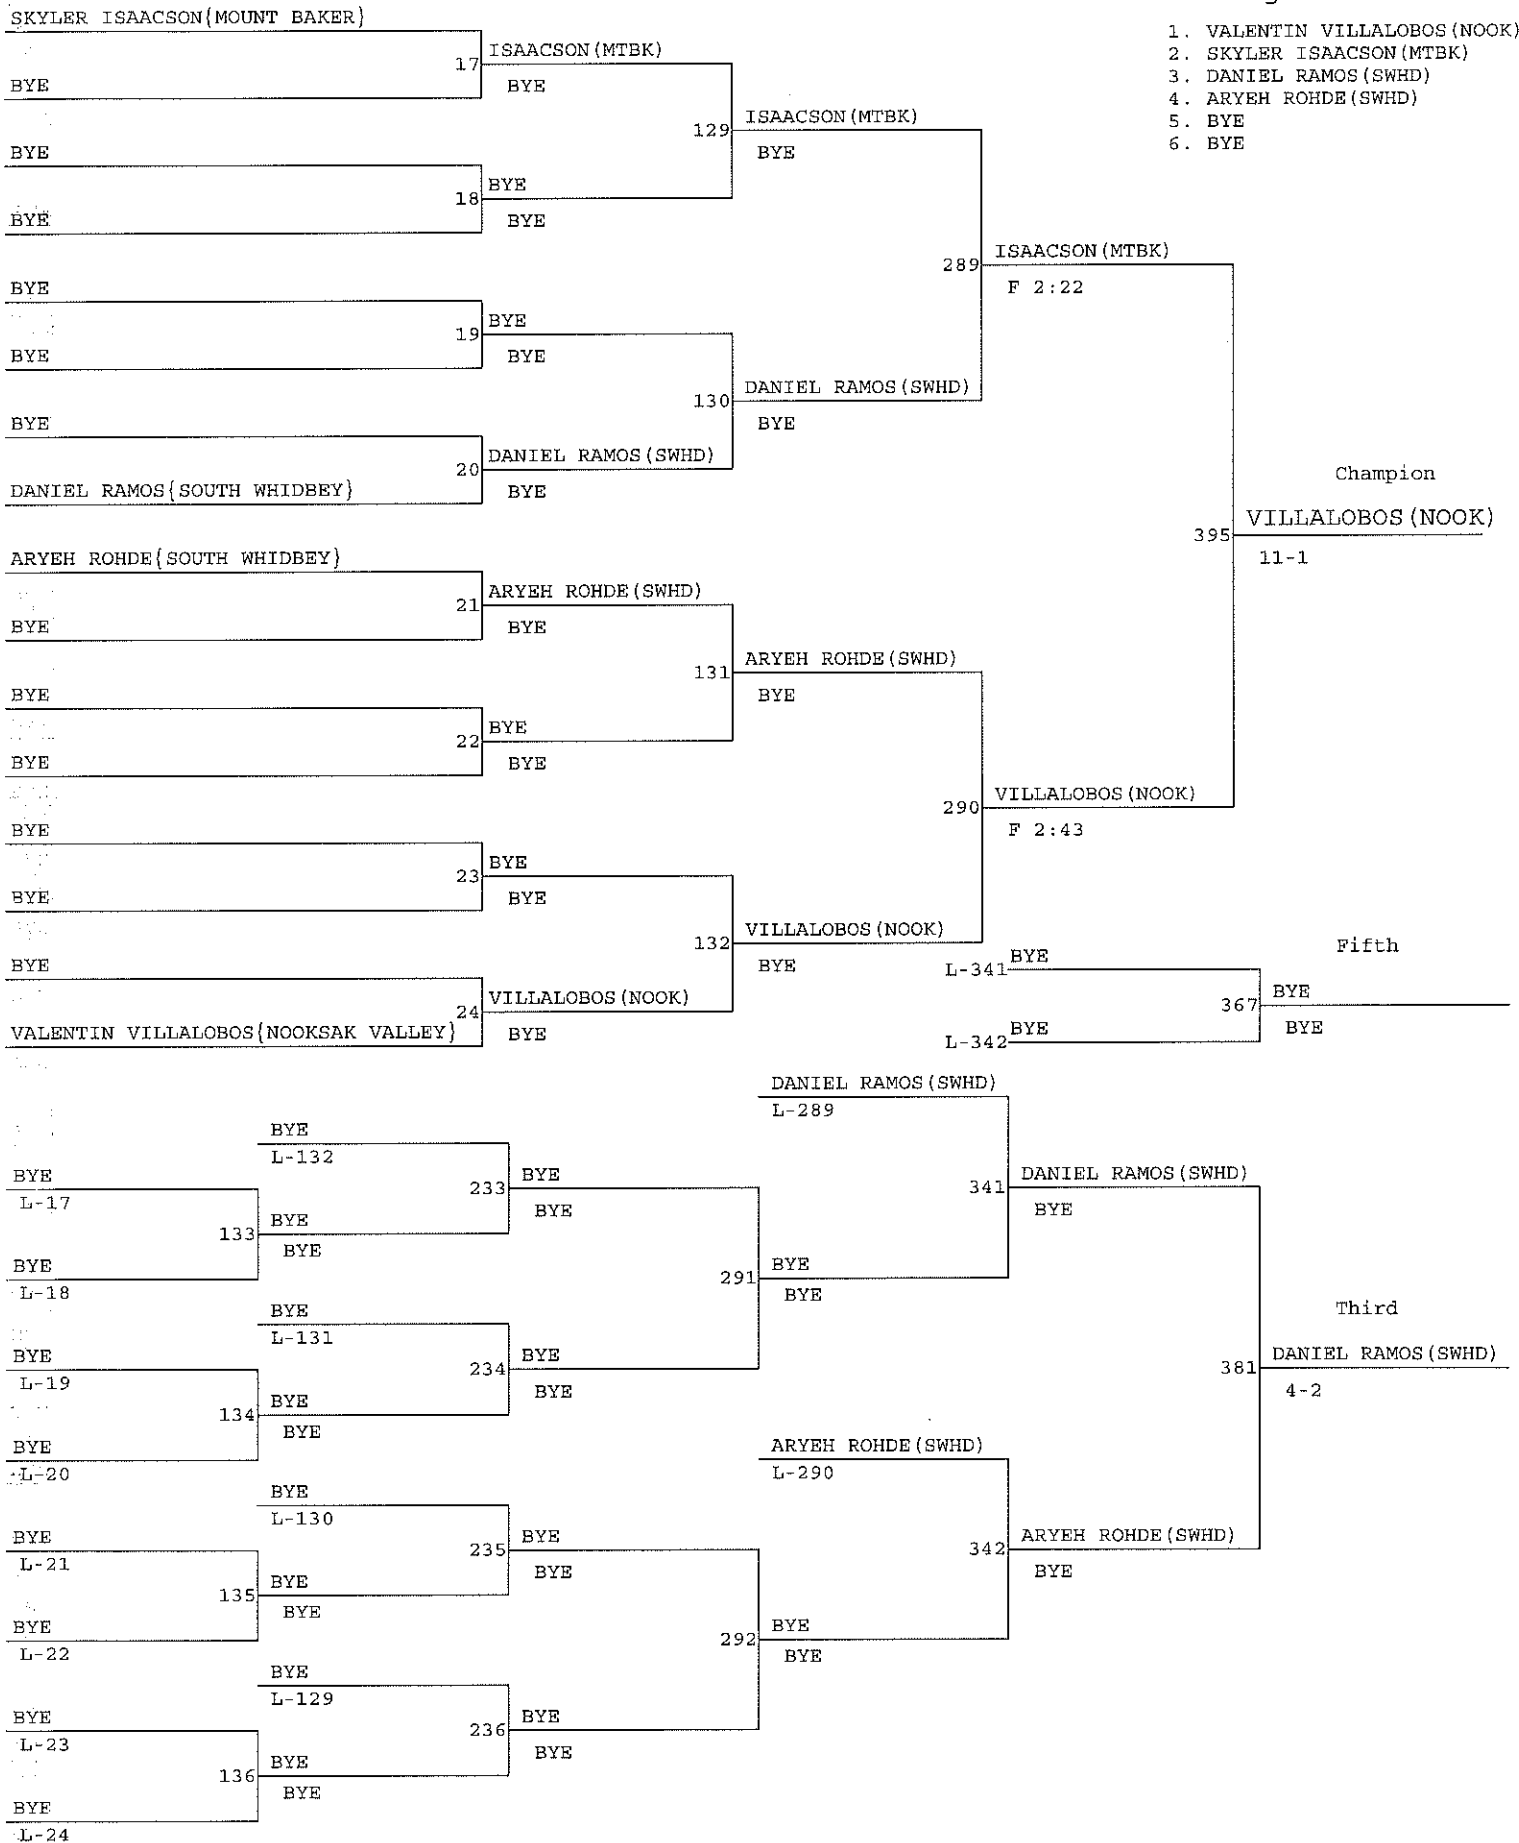 SKYLER ISAACSON{MOUNT BAKER}
17
ISAACSON(MTBK)
BYE
BYE
129
ISAACSON(MTBK)
BYE
BYE
18
BYE
BYE
BYE
289
ISAACSON(MTBK)
F 2:22
BYE
19
BYE
BYE
BYE
130
DANIEL RAMOS(SWHD)
BYE
BYE
20
DANIEL RAMOS(SWHD)
BYE
DANIEL RAMOS{SOUTH WHIDBEY}
1. VALENTIN VILLALOBOS(NOOK)
2. SKYLER ISAACSON(MTBK)
3. DANIEL RAMOS(SWHD)
4. ARYEH ROHDE(SWHD)
5. BYE
6. BYE
Champion
395
VILLALOBOS(NOOK)
11-1
ARYEH ROHDE{SOUTH WHIDBEY}
21
ARYEH ROHDE(SWHD)
BYE
BYE
131
ARYEH ROHDE(SWHD)
BYE
BYE
22
BYE
BYE
BYE
290
VILLALOBOS(NOOK)
F 2:43
BYE
23
BYE
BYE
BYE
132
VILLALOBOS(NOOK)
BYE
BYE
24
VILLALOBOS(NOOK)
BYE
VALENTIN VILLALOBOS{NOOKSAK VALLEY}
Fifth
BYE
L-341
367
BYE
BYE
BYE
L-342
DANIEL RAMOS(SWHD)
L-289
BYE
L-132
BYE
L-17
233
BYE
BYE
341
DANIEL RAMOS(SWHD)
BYE
133
BYE
BYE
BYE
L-18
291
BYE
BYE
BYE
L-131
Third
BYE
L-19
234
BYE
BYE
381
DANIEL RAMOS(SWHD)
4-2
134
BYE
BYE
BYE
L-20
ARYEH ROHDE(SWHD)
L-290
BYE
L-130
BYE
L-21
235
BYE
BYE
342
ARYEH ROHDE(SWHD)
BYE
135
BYE
BYE
BYE
L-22
292
BYE
BYE
BYE
L-129
BYE
L-23
236
BYE
BYE
136
BYE
BYE
BYE
L-24